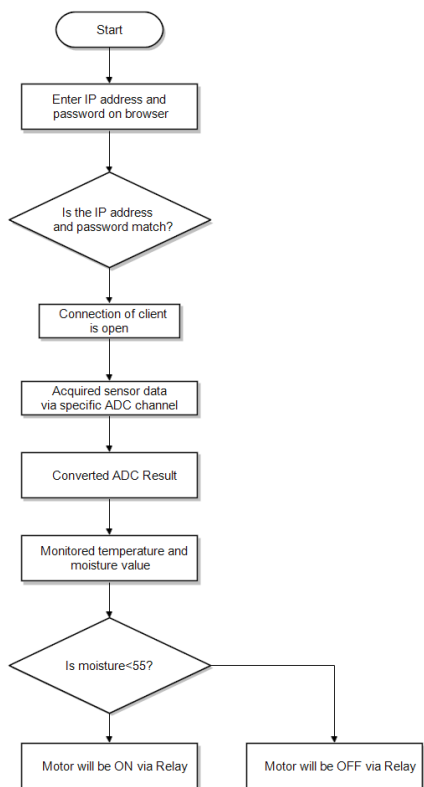 Start
Enter IP address and
password on browser
Is the IP address
and password match?
Connection of client
is open
Acquired sensor data
via specific ADC channel
Converted ADC Result
Monitored temperature and
moisture value
Is moisture<55?
Motor will be ON via Relay
Motor will be OFF via Relay